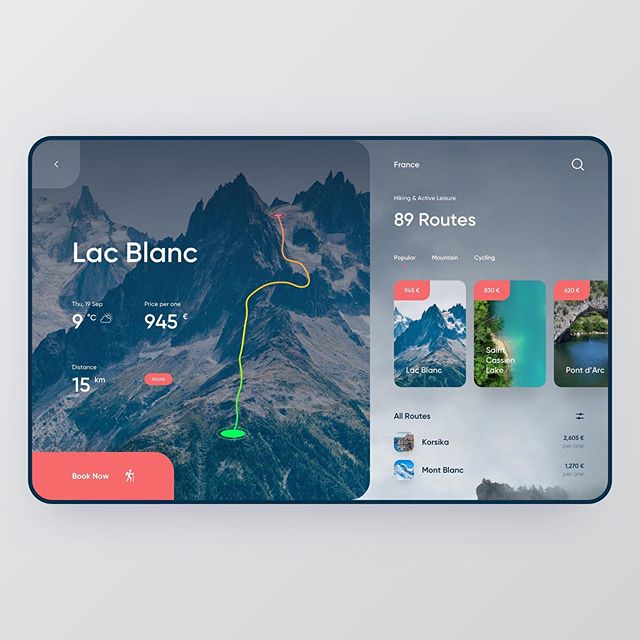 Lac Blanc
Thu, 19 Sep
9 °C
Price per one
945 €
Distance
15 km
more
Book Now
France
Hiking & Active Leisure
89 Routes
Popular
Mountain
Cycling
945 €
Lac Blanc
830 €
Saint
Cassien
Lake
620 €
Pont d'Arc
All Routes
Korsika
2,605 €
per one
Mont Blanc
1,270 €
per one